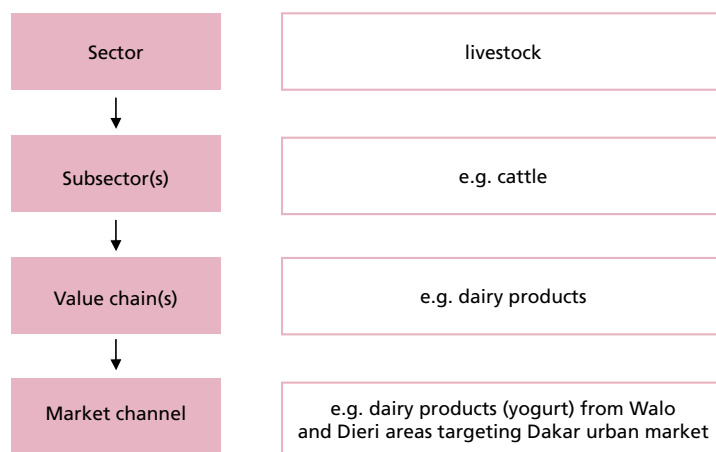 Sector
livestock
Subsector(s)
e.g. cattle
Value chain(s)
e.g. dairy products
Market channel
e.g. dairy products (yogurt) from Walo
and Dieri areas targeting Dakar urban market